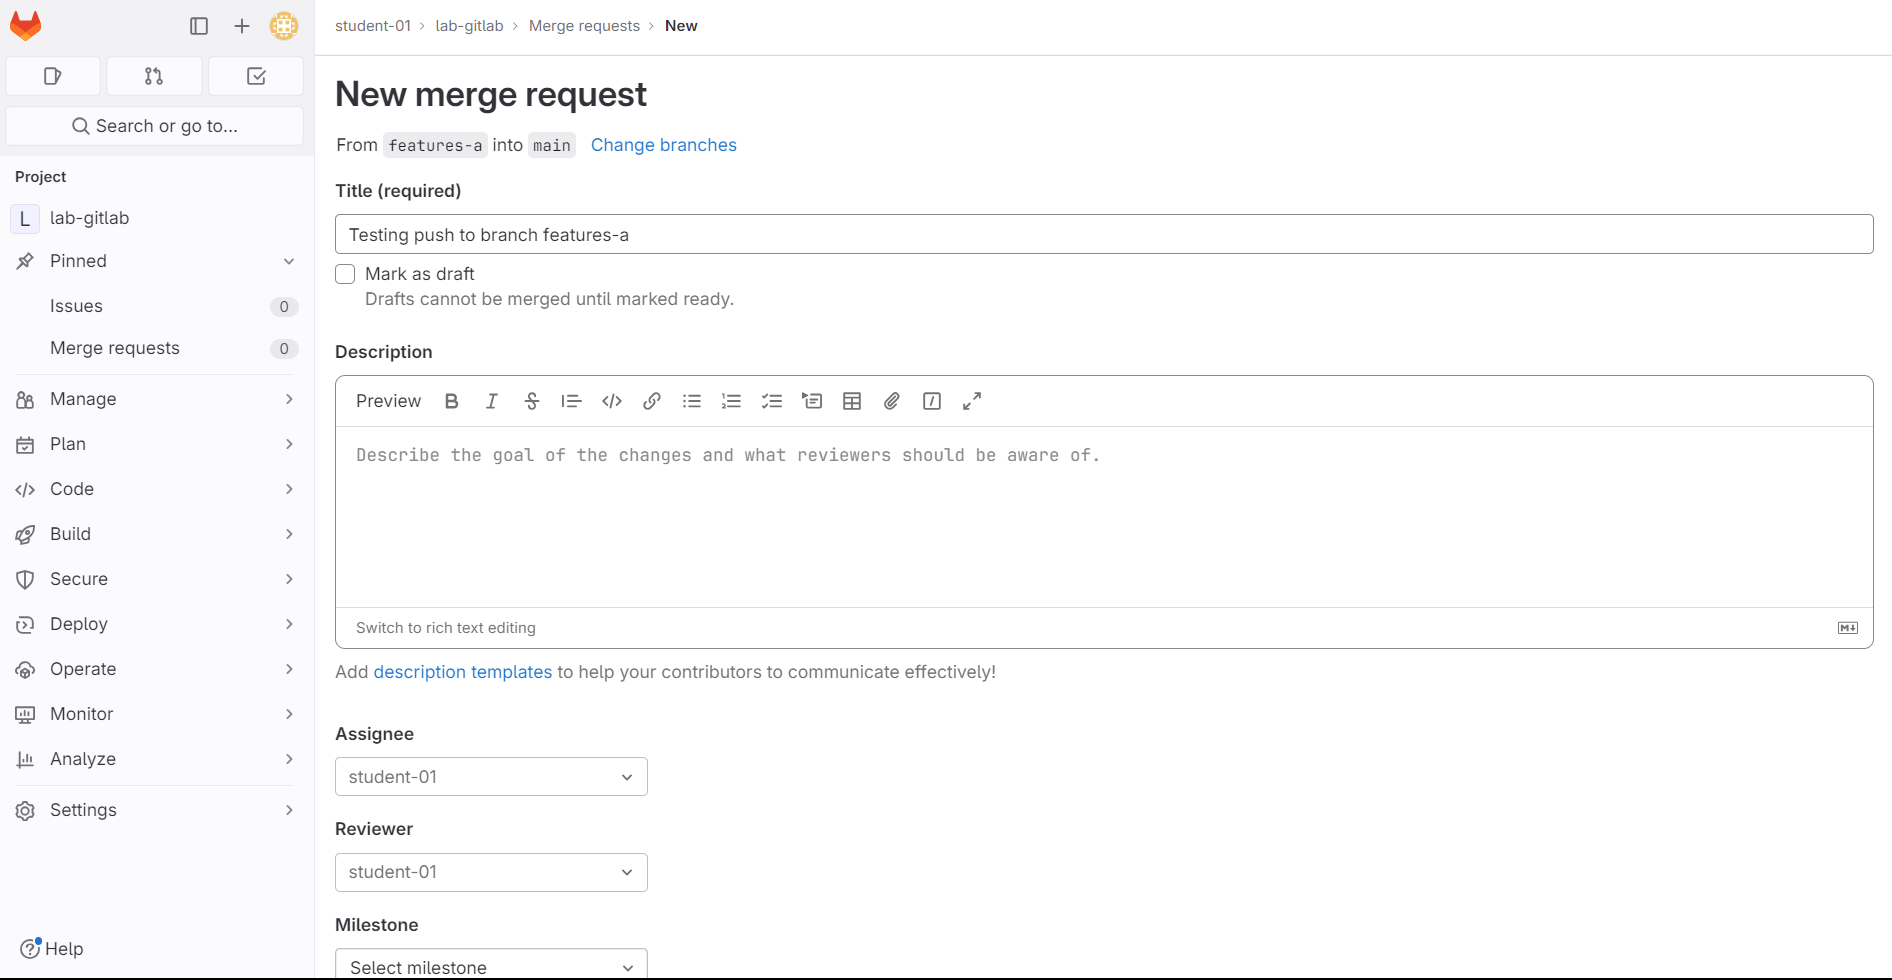 Search or go to...
Project
L lab-gitlab
Pinned
Issues 0
Merge requests 0
Manage
Plan
Code
Build
Secure
Deploy
Operate
Monitor
Analyze
Settings
Help
student-01 › lab-gitlab › Merge requests › New
New merge request
From features-a into main Change branches
Title (required)
Testing push to branch features-a
Mark as draft
Drafts cannot be merged until marked ready.
Description
Preview
Describe the goal of the changes and what reviewers should be aware of.
Switch to rich text editing
Add description templates to help your contributors to communicate effectively!
Assignee
student-01
Reviewer
student-01
Milestone
Select milestone